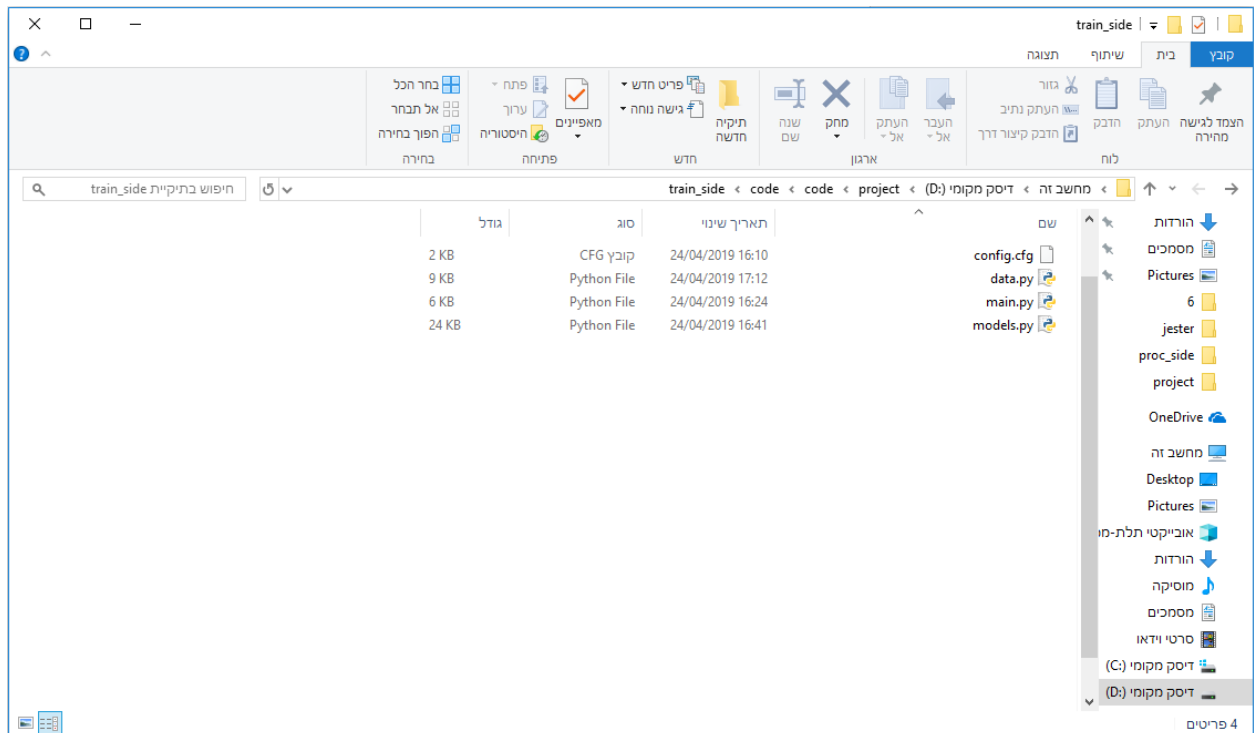 train_side
קובץ
בית
שיתוף
תצוגה
הצמד לגישה מהירה
העתק
הדבק
גזור
העתק נתיב
הדבק קיצור דרך
לוח
העבר אל
העתק אל
מחק
שנה שם
ארגון
תיקיה חדשה
פריט חדש
גישה נוחה
חדש
מאפיינים
פתח
ערוך
היסטוריה
פתיחה
בחר הכל
אל תבחר
הפוך בחירה
בחירה
מחשב זה › דיסק מקומי (D:) › project › code › code › train_side
חיפוש בתיקיית train_side
שם תאריך שינוי סוג גודל
config.cfg 24/04/2019 16:10 קובץ CFG 2 KB
data.py 24/04/2019 17:12 Python File 9 KB
main.py 24/04/2019 16:24 Python File 6 KB
models.py 24/04/2019 16:41 Python File 24 KB
הורדות
מסמכים
Pictures
6
jester
proc_side
project
OneDrive
מחשב זה
Desktop
Pictures
אובייקטי תלת-ממ
הורדות
מוסיקה
מסמכים
סרטי וידאו
דיסק מקומי (C:)
דיסק מקומי (D:)
4 פריטים